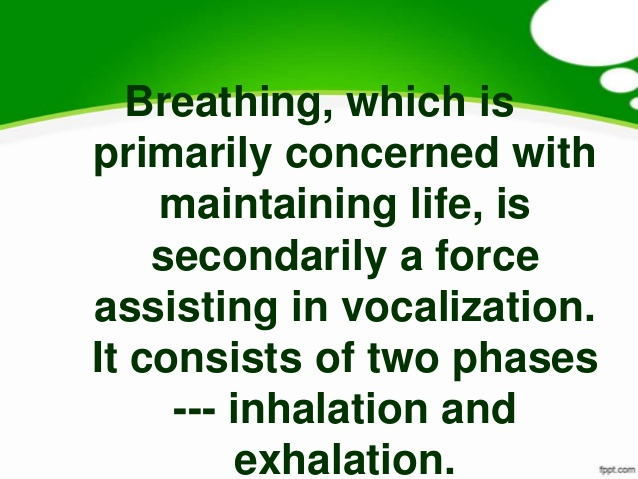 Breathing, which is
primarily concerned with
maintaining life, is
secondarily a force
assisting in vocalization.
It consists of two phases
--- inhalation and
exhalation.
fppt.com